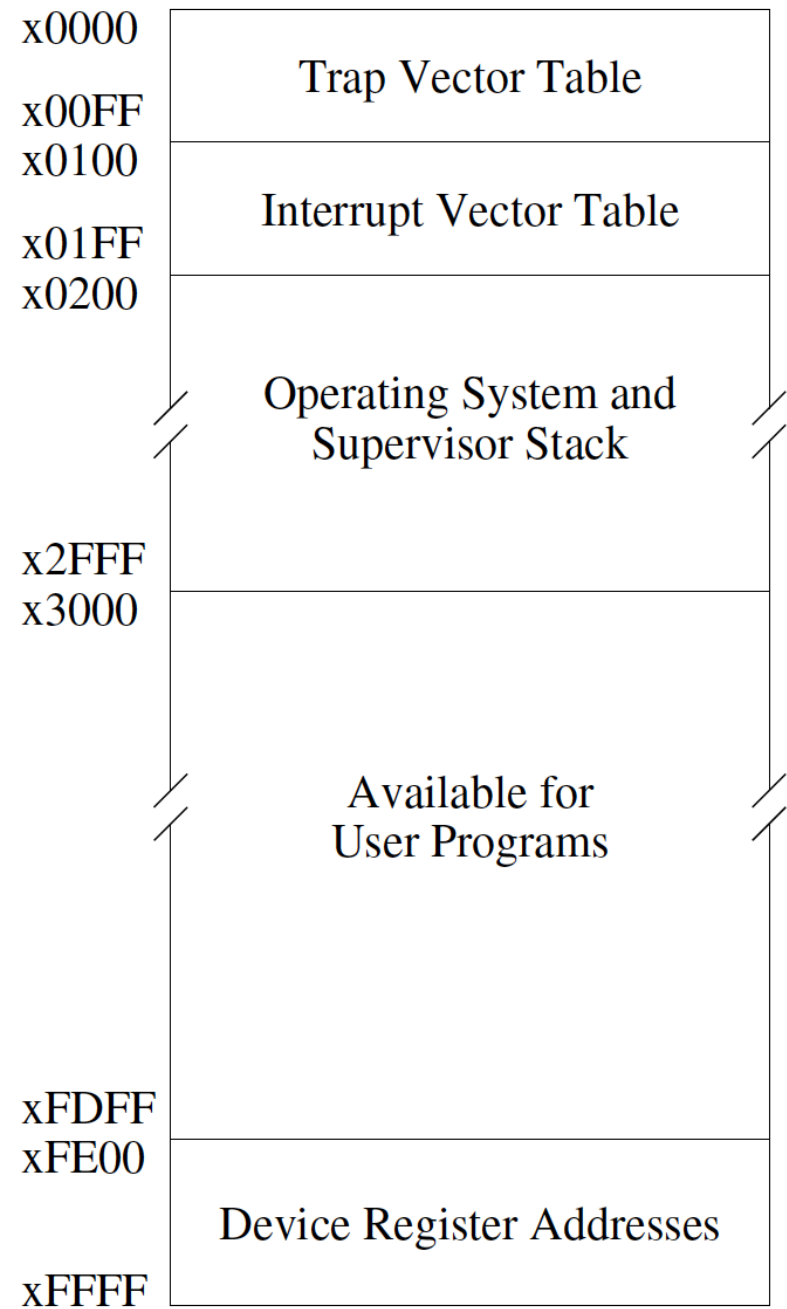 x0000
Trap Vector Table
x00FF
x0100
Interrupt Vector Table
x01FF
x0200
Operating System and
Supervisor Stack
x2FFF
x3000
Available for
User Programs
xFDFF
xFE00
Device Register Addresses
xFFFF